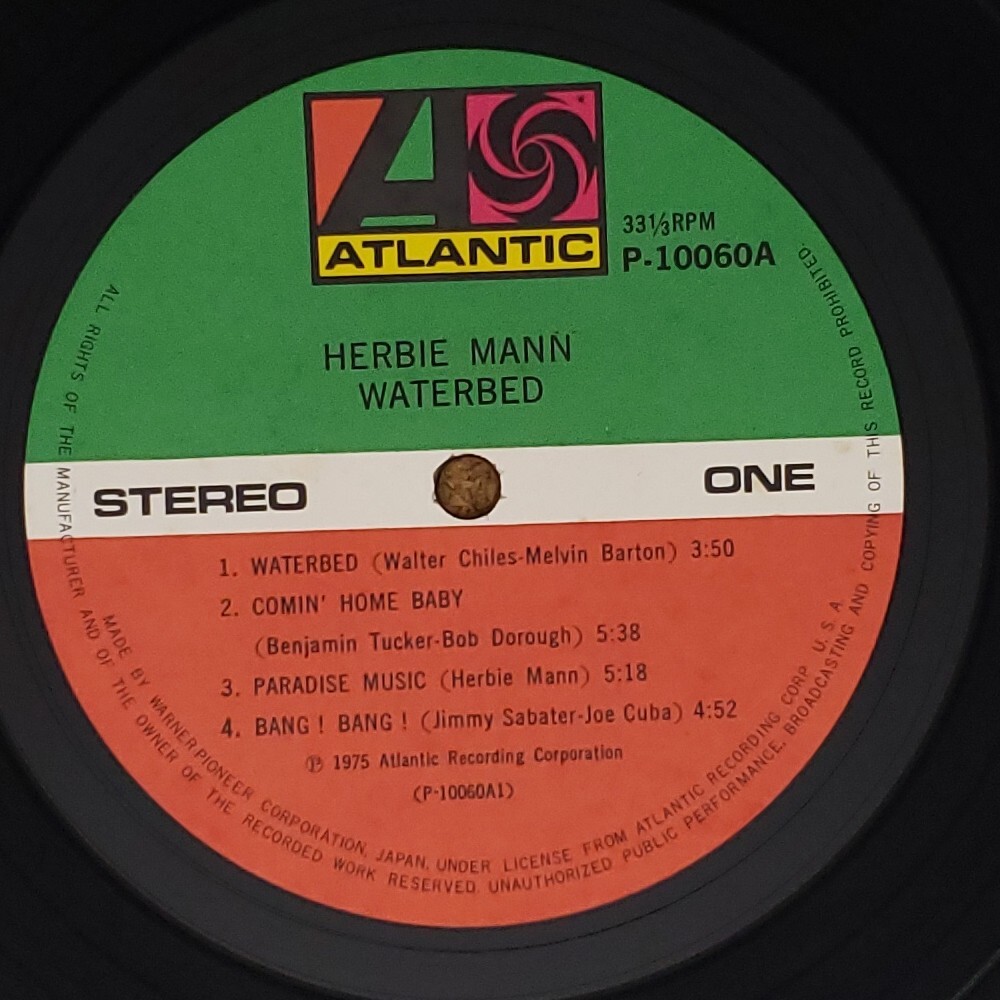 ATLANTIC
33⅓RPM
P-10060A
HERBIE MANN
WATERBED
STEREO
ONE
1. WATERBED (Walter Chiles-Melvin Barton) 3:50
2. COMIN' HOME BABY
(Benjamin Tucker-Bob Dorough) 5:38
3. PARADISE MUSIC (Herbie Mann) 5:18
4. BANG ! BANG ! (Jimmy Sabater-Joe Cuba) 4:52
℗ 1975 Atlantic Recording Corporation
(P-10060A1)
MADE BY WARNER-PIONEER CORPORATION, JAPAN, UNDER LICENSE FROM ATLANTIC RECORDING CORP. U. S. A.
ALL RIGHTS OF THE MANUFACTURER AND OF THE OWNER OF THE RECORDED WORK RESERVED. UNAUTHORIZED PUBLIC PERFORMANCE, BROADCASTING AND COPYING OF THIS RECORD PROHIBITED.